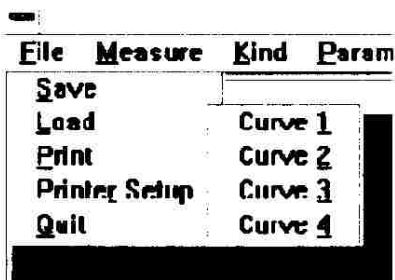 File Measure Kind Param
Save
Load Curve 1
Print Curve 2
Printer Setup Curve 3
Quit Curve 4